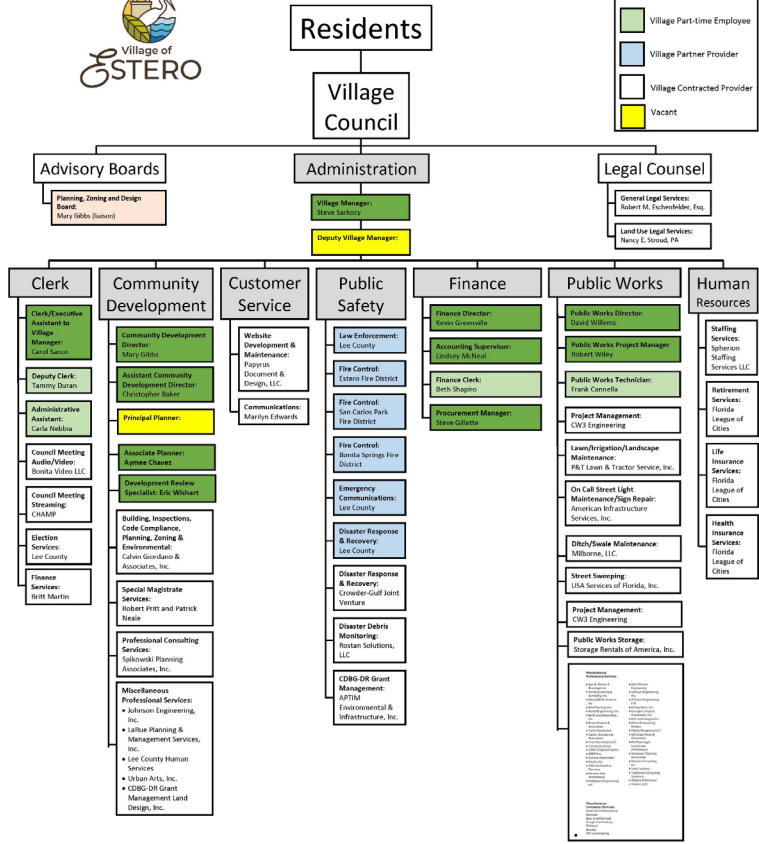 Village of
ESTERO
Residents
Village
Council
Village Part-time Employee
Village Partner Provider
Village Contracted Provider
Vacant
Advisory Boards
Planning, Zoning and Design
Board:
Mary Gibbs (liaison)
Administration
Village Manager:
Steve Sarkozy
Deputy Village Manager:
Legal Counsel
General Legal Services:
Robert M. Eschenfelder, Esq.
Land Use Legal Services:
Nancy E. Stroud, PA
Clerk
Clerk/Executive
Assistant to
Village
Manager:
Carol Sacco
Deputy Clerk:
Tammy Duran
Administrative
Assistant:
Carla Nebbia
Council Meeting
Audio/Video:
Bonita Video LLC
Council Meeting
Streaming:
CHAMP
Election
Services:
Lee County
Finance
Services:
Britt Martin
Community
Development
Community Development
Director:
Mary Gibbs
Assistant Community
Development Director:
Christopher Baker
Principal Planner:
Associate Planner:
Aymee Chavez
Development Review
Specialist: Eric Wishart
Building, Inspections,
Code Compliance,
Planning, Zoning &
Environmental:
Calvin Giordano &
Associates, Inc.
Special Magistrate
Services:
Robert Pritt and Patrick
Neale
Professional Consulting
Services:
Spikowski Planning
Associates, Inc.
Miscellaneous
Professional Services:
• Johnson Engineering,
Inc.
• LaRue Planning &
Management Services,
Inc.
• Lee County Human
Services
• Urban Arts, Inc.
• CDBG-DR Grant
Management Land
Design, Inc.
Customer
Service
Website
Development &
Maintenance:
Papyrus
Document &
Design, LLC.
Communications:
Marilyn Edwards
Public
Safety
Law Enforcement:
Lee County
Fire Control:
Estero Fire District
Fire Control:
San Carlos Park
Fire District
Fire Control:
Bonita Springs Fire
District
Emergency
Communications:
Lee County
Disaster Response
& Recovery:
Lee County
Disaster Response
& Recovery:
Crowder-Gulf Joint
Venture
Disaster Debris
Monitoring:
Rostan Solutions,
LLC
CDBG-DR Grant
Management:
APTIM
Environmental &
Infrastructure, Inc.
Finance
Finance Director:
Kevin Greenville
Accounting Supervisor:
Lindsey McNeal
Finance Clerk:
Beth Shapiro
Procurement Manager:
Steve Gillette
Public Works
Public Works Director:
David Willems
Public Works Project Manager
Robert Wiley
Public Works Technician:
Frank Cannella
Project Management:
CW3 Engineering
Lawn/Irrigation/Landscape
Maintenance:
P&T Lawn & Tractor Service, Inc.
On Call Street Light
Maintenance/Sign Repair:
American Infrastructure
Services, Inc.
Ditch/Swale Maintenance:
Milborne, LLC.
Street Sweeping:
USA Services of Florida, Inc.
Project Management:
CW3 Engineering
Public Works Storage:
Storage Rentals of America, Inc.
Miscellaneous
Professional Services:
Human
Resources
Staffing
Services:
Spherion
Staffing
Services LLC
Retirement
Services:
Florida
League of
Cities
Life
Insurance
Services:
Florida
League of
Cities
Health
Insurance
Services:
Florida
League of
Cities